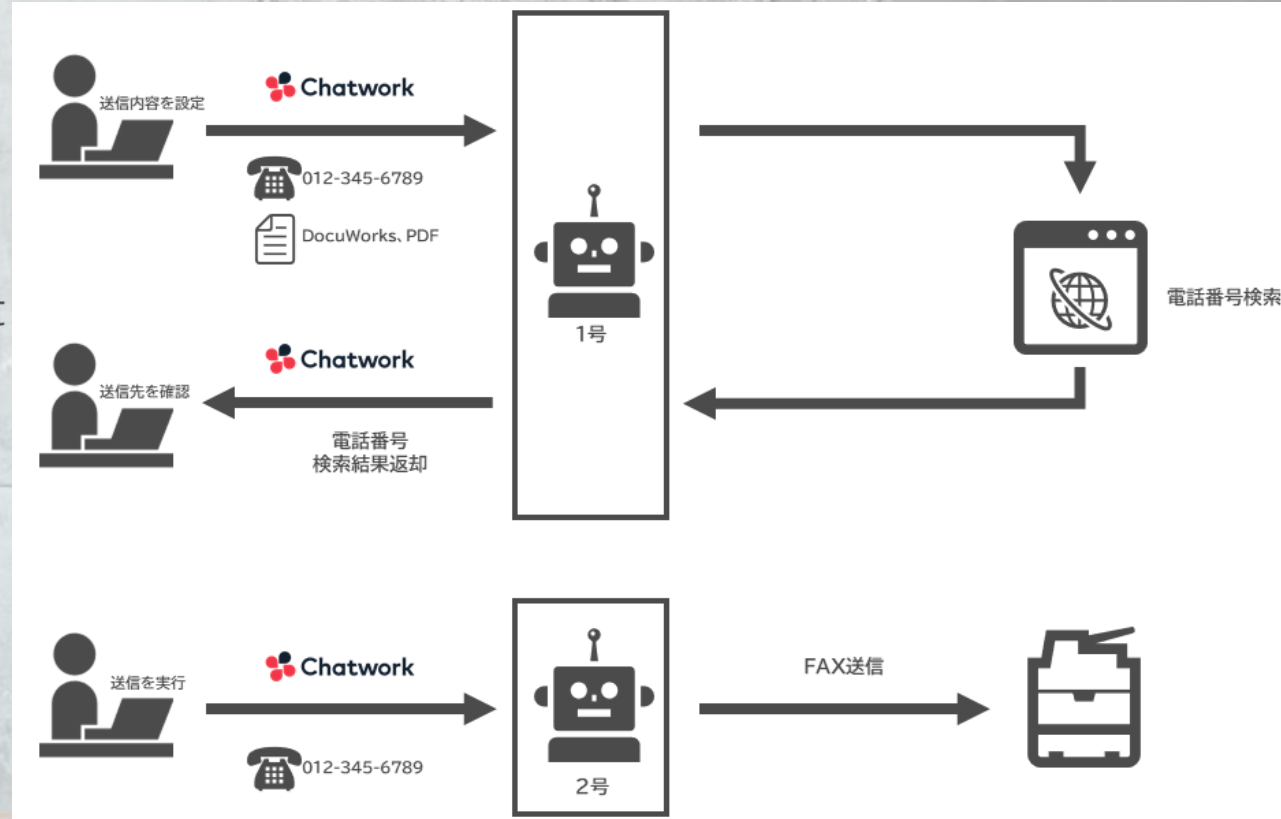 送信内容を設定
Chatwork
012-345-6789
DocuWorks、PDF
1号
電話番号検索
Chatwork
送信先を確認
電話番号
検索結果返却
Chatwork
送信を実行
012-345-6789
2号
FAX送信